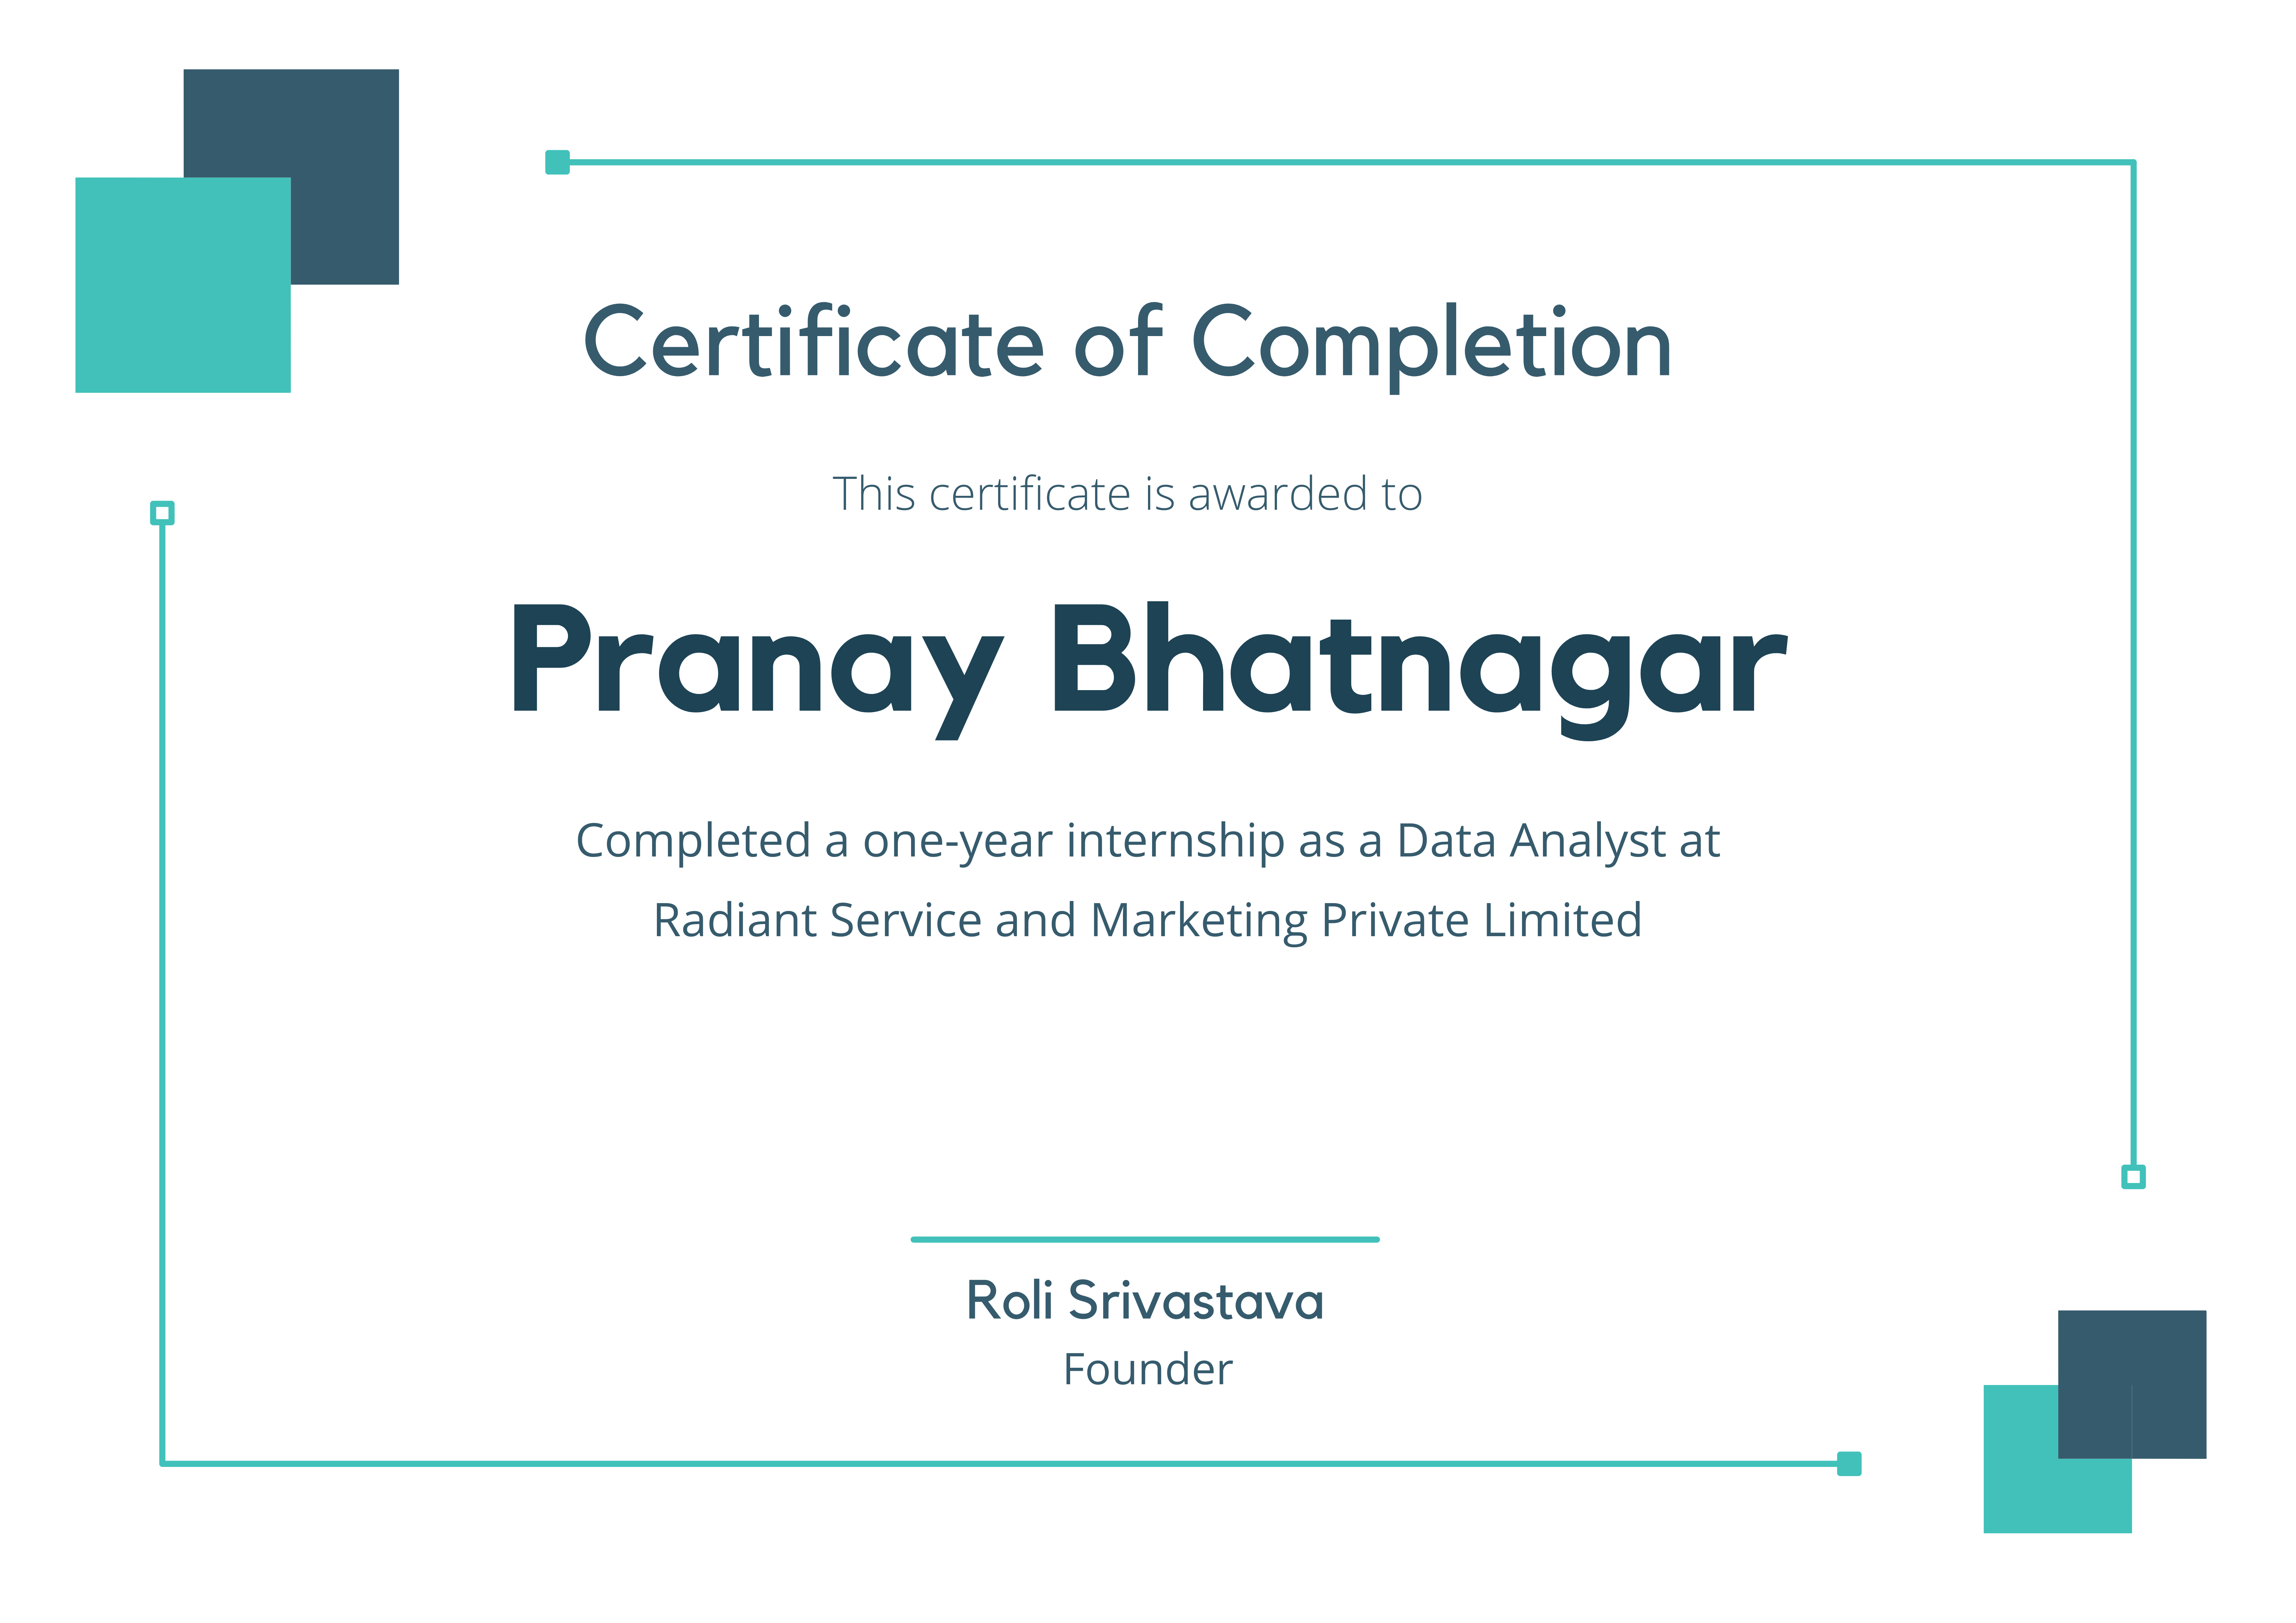 Certificate of Completion
This certificate is awarded to
Pranay Bhatnagar
Completed a one-year internship as a Data Analyst at
Radiant Service and Marketing Private Limited
Roli Srivastava
Founder